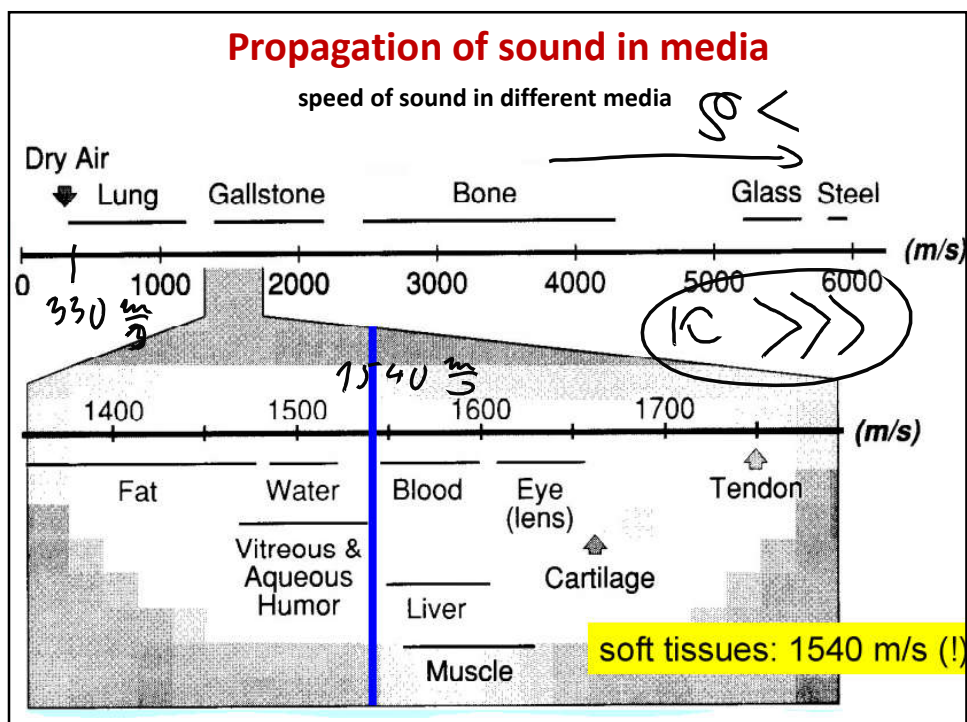 Propagation of sound in media
speed of sound in different media
Dry Air
Lung Gallstone Bone Glass Steel
0 1000 2000 3000 4000 5000 6000 (m/s)
330 m/s
1540 m/s
1400 1500 1600 1700
(m/s)
Fat Water Blood Eye (lens) Tendon
Vitreous & Aqueous Humor
Cartilage
Liver
Muscle
soft tissues: 1540 m/s (!)